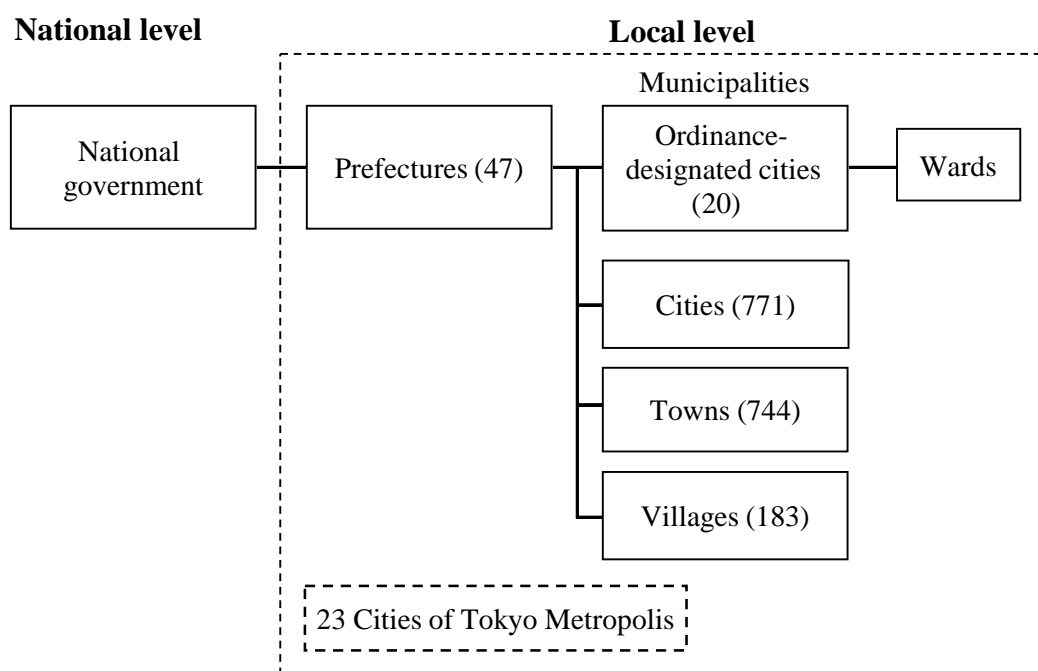 National level
Local level
Municipalities
National
government
Prefectures (47)
Ordinance-
designated cities
(20)
Wards
Cities (771)
Towns (744)
Villages (183)
23 Cities of Tokyo Metropolis